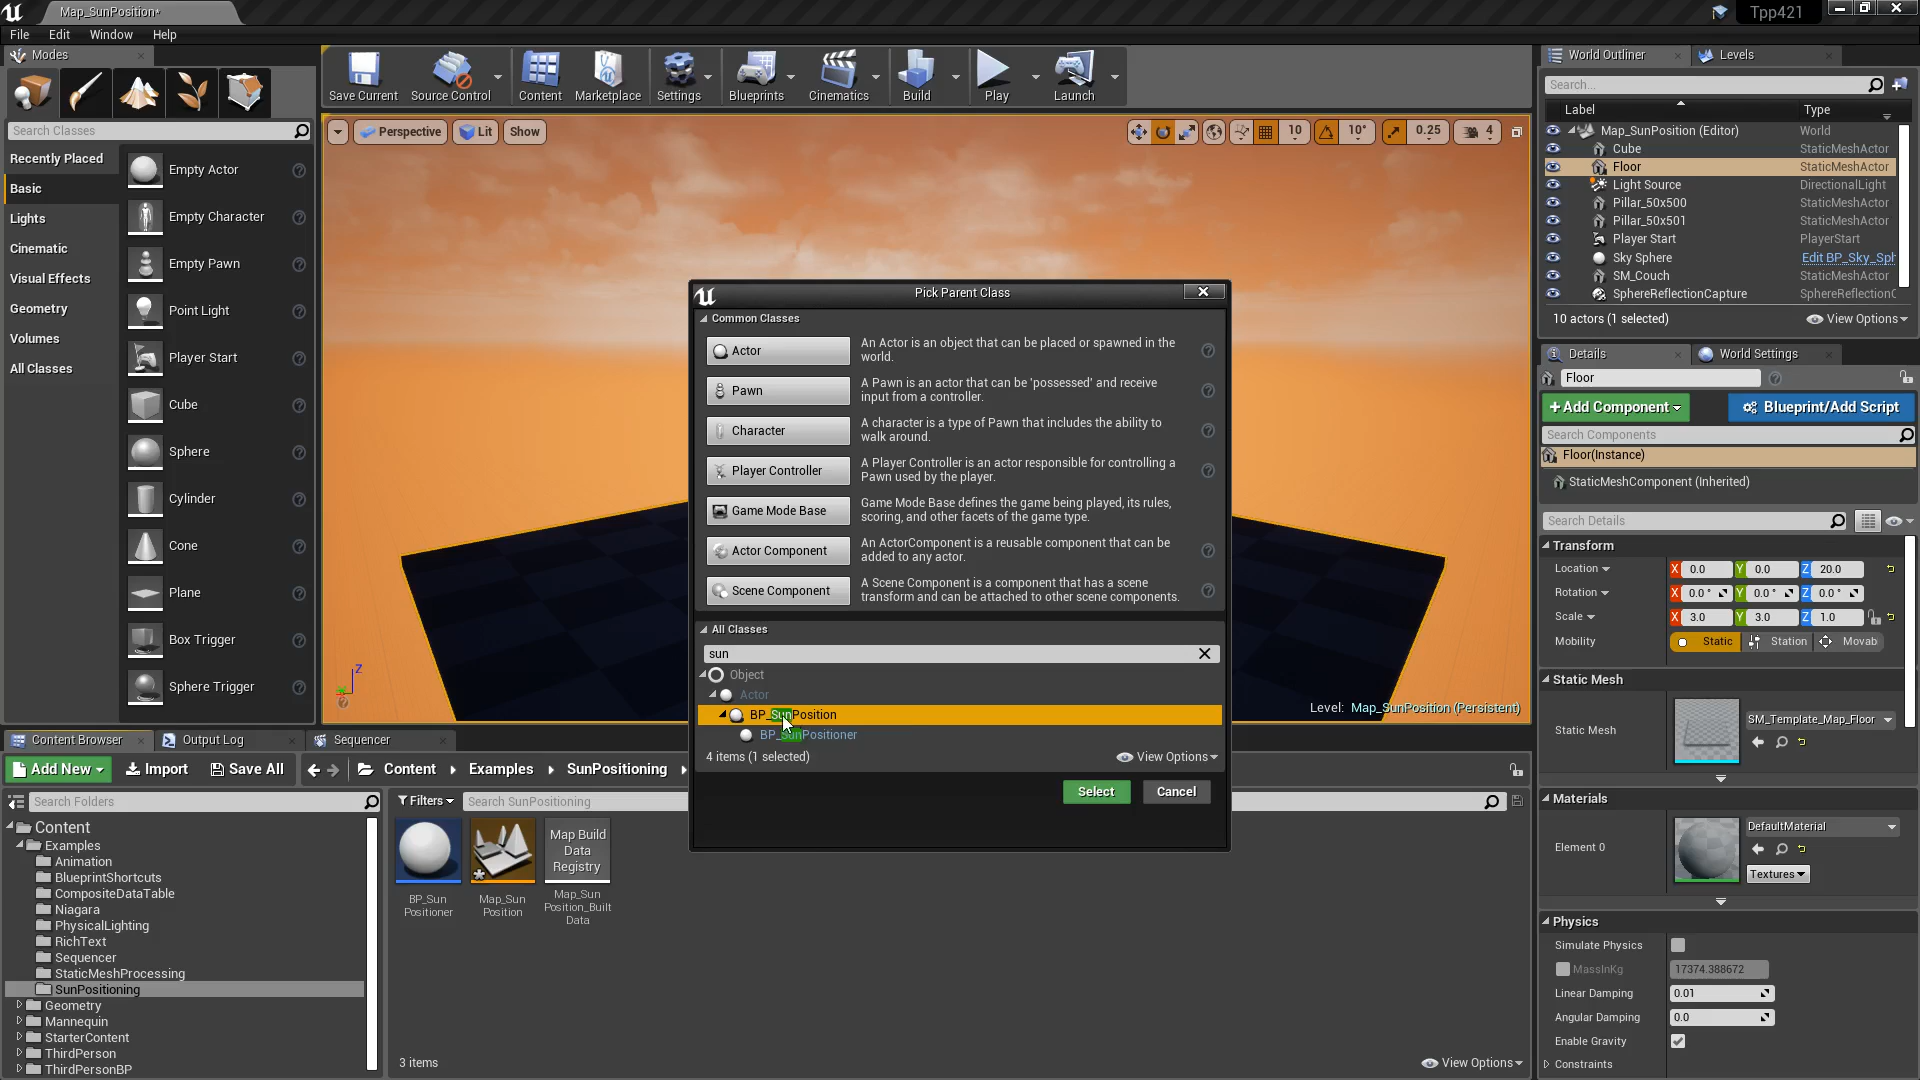 Map_SunPosition*
Tpp421
File Edit Window Help
Modes
Search Classes
Recently Placed
Basic
Lights
Cinematic
Visual Effects
Geometry
Volumes
All Classes
Empty Actor
Empty Character
Empty Pawn
Point Light
Player Start
Cube
Sphere
Cylinder
Cone
Plane
Box Trigger
Sphere Trigger
Save Current Source Control Content Marketplace Settings Blueprints Cinematics Build Play Launch
Perspective Lit Show
10 10° 0.25 4
Level: Map_SunPosition (Persistent)
Pick Parent Class
Common Classes
Actor
An Actor is an object that can be placed or spawned in the
world.
Pawn
A Pawn is an actor that can be 'possessed' and receive
input from a controller.
Character
A character is a type of Pawn that includes the ability to
walk around.
Player Controller
A Player Controller is an actor responsible for controlling a
Pawn used by the player.
Game Mode Base
Game Mode Base defines the game being played, its rules,
scoring, and other facets of the game type.
Actor Component
An ActorComponent is a reusable component that can be
added to any actor.
Scene Component
A Scene Component is a component that has a scene
transform and can be attached to other scene components.
All Classes
sun
Object
Actor
BP_SunPosition
BP_SunPositioner
4 items (1 selected)
View Options
Select
Cancel
World Outliner Levels
Search...
Label Type
Map_SunPosition (Editor) World
Cube StaticMeshActor
Floor StaticMeshActor
Light Source DirectionalLight
Pillar_50x500 StaticMeshActor
Pillar_50x501 StaticMeshActor
Player Start PlayerStart
Sky Sphere Edit BP_Sky_Sph
SM_Couch StaticMeshActor
SphereReflectionCapture SphereReflectionC
10 actors (1 selected)
View Options
Details World Settings
Floor
+Add Component
Blueprint/Add Script
Search Components
Floor(Instance)
StaticMeshComponent (Inherited)
Search Details
Transform
Location X 0.0 Y 0.0 Z 20.0
Rotation X 0.0 ° Y 0.0 ° Z 0.0 °
Scale X 3.0 Y 3.0 Z 1.0
Mobility Static Station Movab
Static Mesh
Static Mesh
SM_Template_Map_Floor
Materials
Element 0
DefaultMaterial
Textures
Physics
Simulate Physics
MassInKg 17374.388672
Linear Damping 0.01
Angular Damping 0.0
Enable Gravity
Constraints
Content Browser Output Log Sequencer
Add New Import Save All Content Examples SunPositioning
Search Folders
Filters
Search SunPositioning
Content
Examples
Animation
BlueprintShortcuts
CompositeDataTable
Niagara
PhysicalLighting
RichText
Sequencer
StaticMeshProcessing
SunPositioning
Geometry
Mannequin
StarterContent
ThirdPerson
ThirdPersonBP
BP_Sun
Positioner
Map_Sun
Position
Map Build
Data
Registry
Map_Sun
Position_Built
Data
3 items
View Options
Z